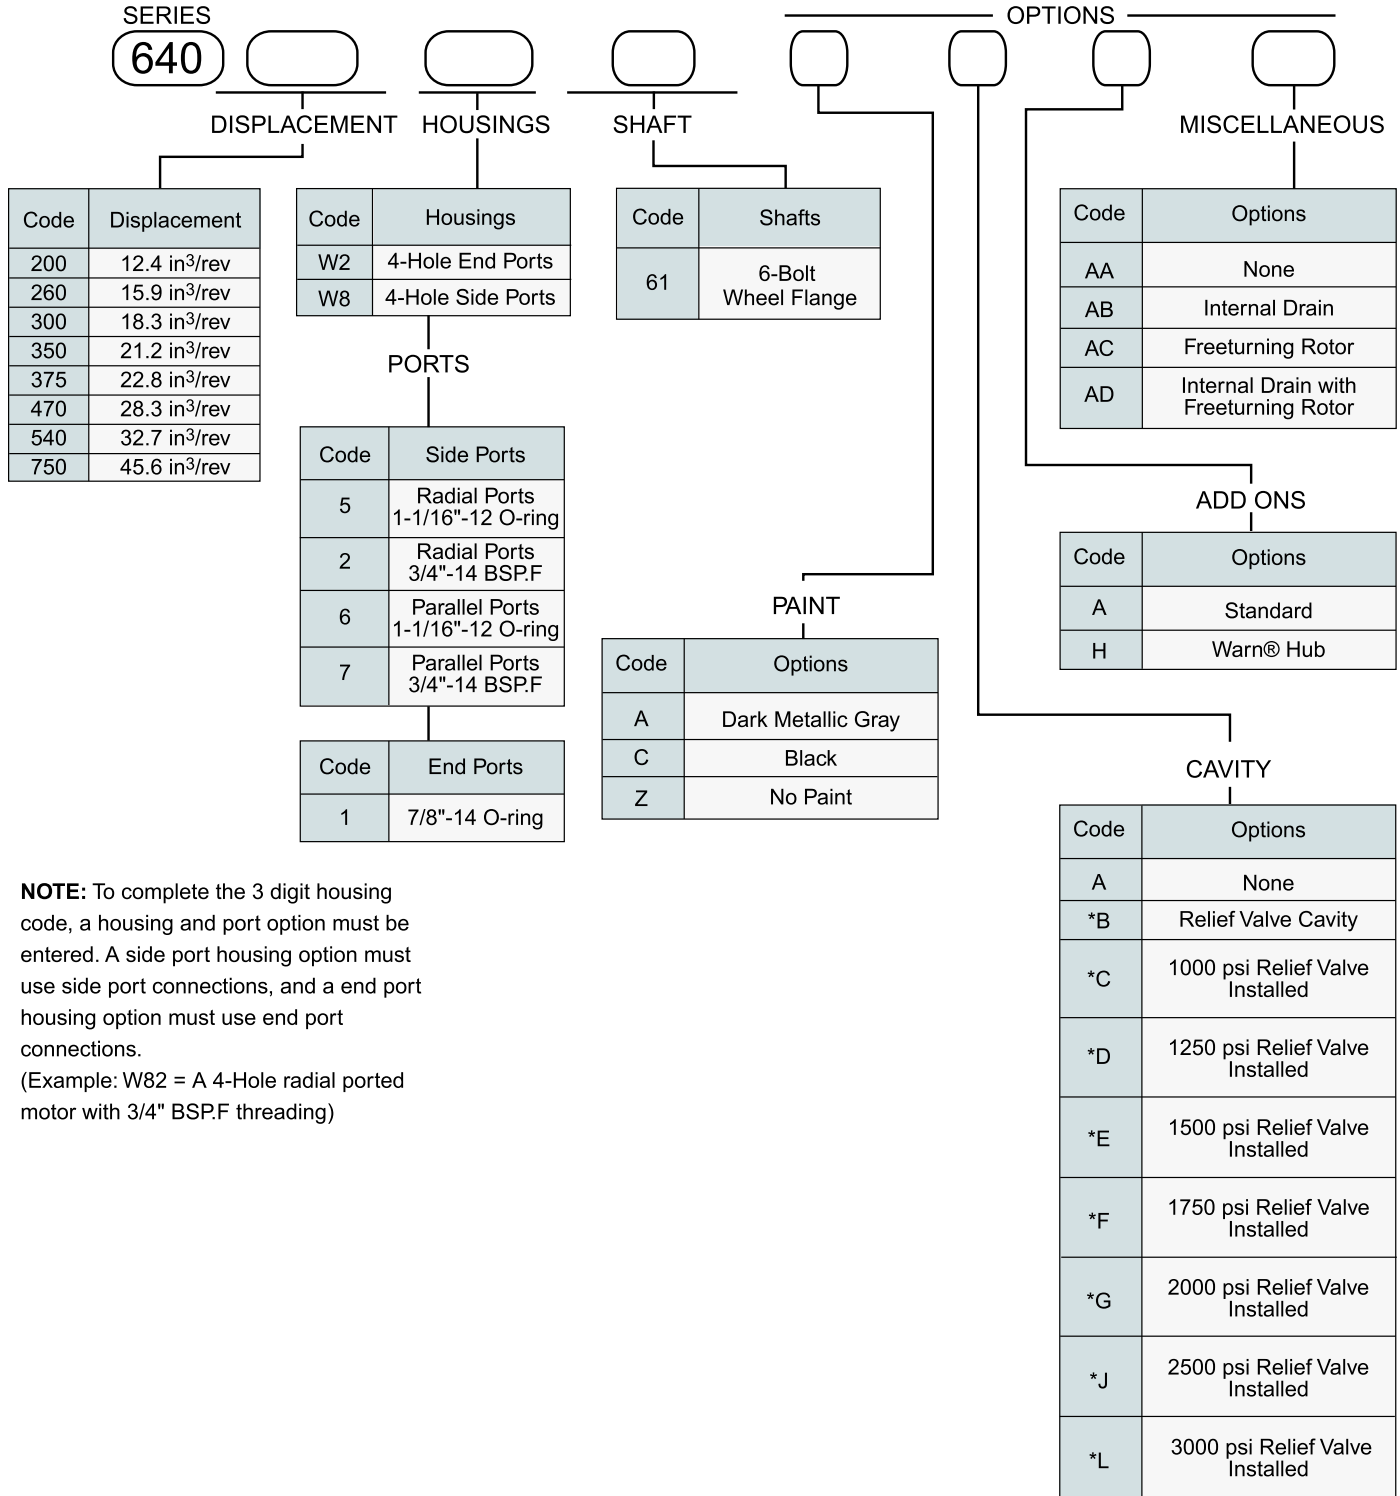 SERIES
OPTIONS
640
DISPLACEMENT
HOUSINGS
SHAFT
MISCELLANEOUS
Code Displacement
200 12.4 in³/rev
260 15.9 in³/rev
300 18.3 in³/rev
350 21.2 in³/rev
375 22.8 in³/rev
470 28.3 in³/rev
540 32.7 in³/rev
750 45.6 in³/rev
Code Housings
W2 4-Hole End Ports
W8 4-Hole Side Ports
PORTS
Code Side Ports
5 Radial Ports
1-1/16"-12 O-ring
2 Radial Ports
3/4"-14 BSP.F
6 Parallel Ports
1-1/16"-12 O-ring
7 Parallel Ports
3/4"-14 BSP.F
Code End Ports
1 7/8"-14 O-ring
Code Shafts
61 6-Bolt
Wheel Flange
PAINT
Code Options
A Dark Metallic Gray
C Black
Z No Paint
Code Options
AA None
AB Internal Drain
AC Freeturning Rotor
AD Internal Drain with
Freeturning Rotor
ADD ONS
Code Options
A Standard
H Warn® Hub
CAVITY
Code Options
A None
*B Relief Valve Cavity
*C 1000 psi Relief Valve
Installed
*D 1250 psi Relief Valve
Installed
*E 1500 psi Relief Valve
Installed
*F 1750 psi Relief Valve
Installed
*G 2000 psi Relief Valve
Installed
*J 2500 psi Relief Valve
Installed
*L 3000 psi Relief Valve
Installed
NOTE: To complete the 3 digit housing
code, a housing and port option must be
entered. A side port housing option must
use side port connections, and a end port
housing option must use end port
connections.
(Example: W82 = A 4-Hole radial ported
motor with 3/4" BSP.F threading)